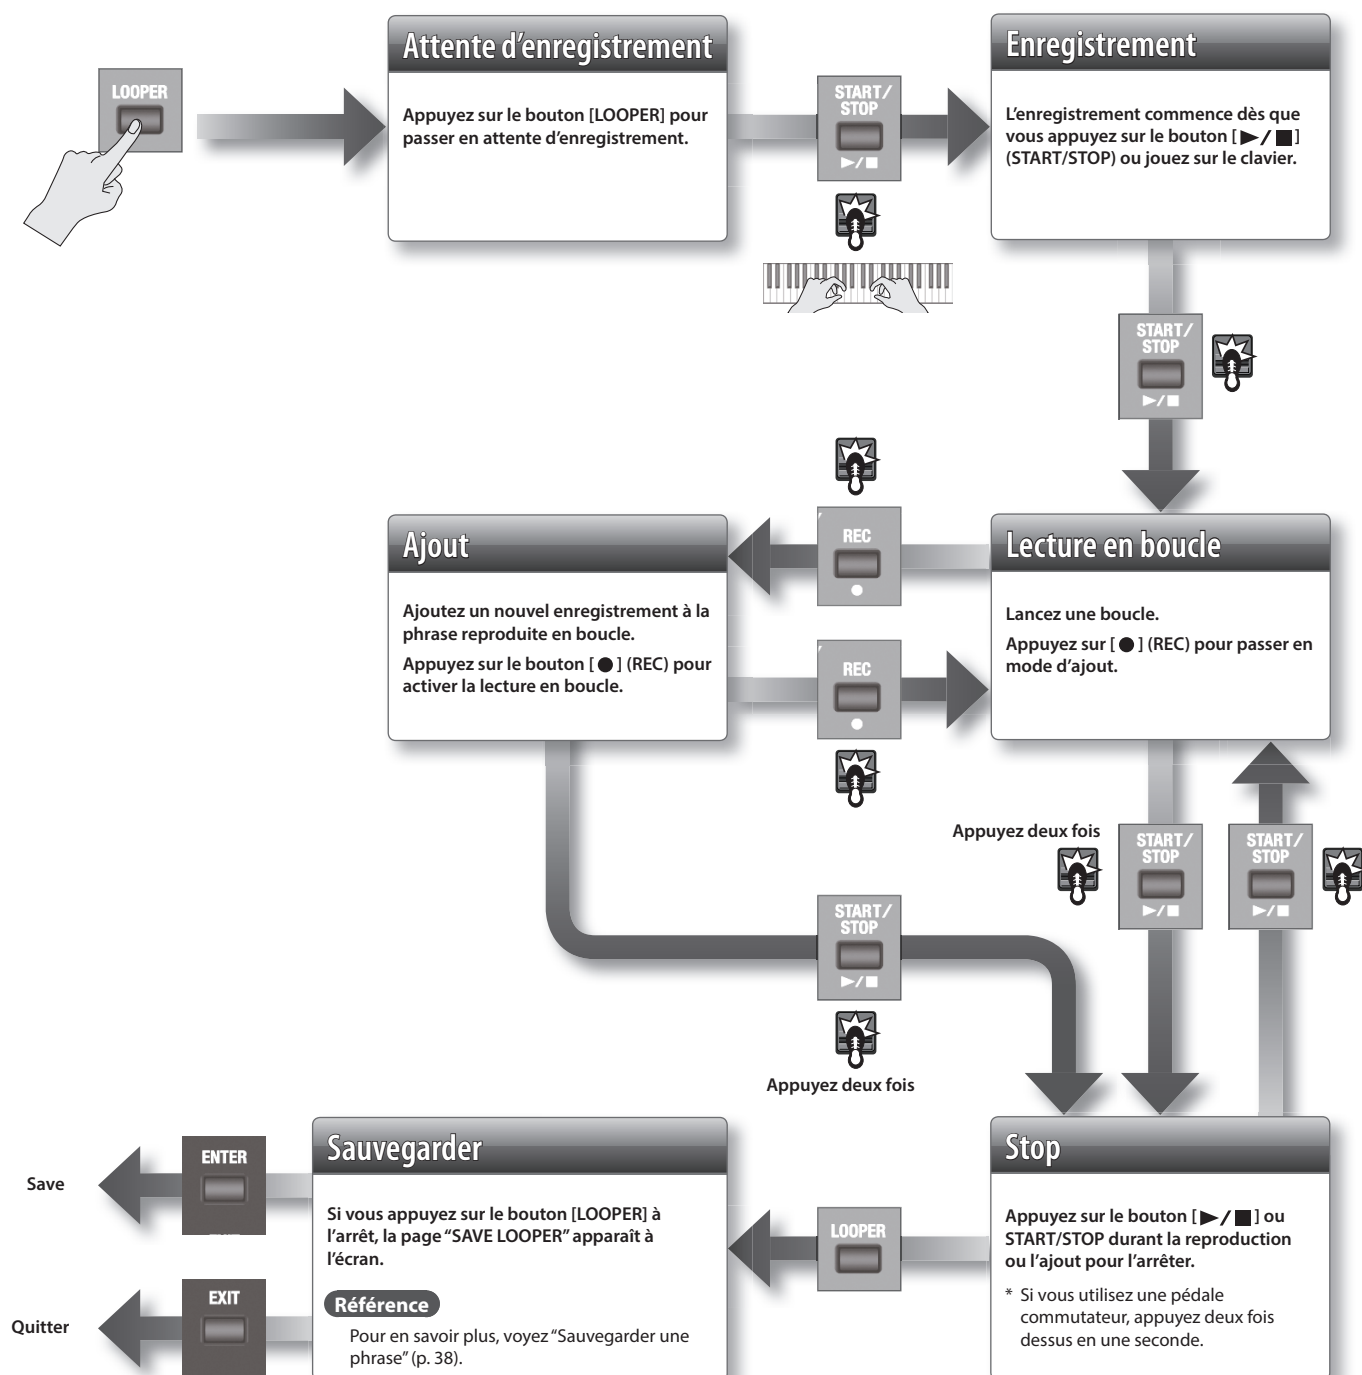 LOOPER
Attente d'enregistrement
Appuyez sur le bouton [LOOPER] pour
passer en attente d'enregistrement.
START/
STOP
►/■
Enregistrement
L'enregistrement commence dès que
vous appuyez sur le bouton [►/■]
(START/STOP) ou jouez sur le clavier.
START/
STOP
►/■
Ajout
Ajoutez un nouvel enregistrement à la
phrase reproduite en boucle.
Appuyez sur le bouton [●] (REC) pour
activer la lecture en boucle.
REC
●
REC
●
Lecture en boucle
Lancez une boucle.
Appuyez sur [●] (REC) pour passer en
mode d'ajout.
Appuyez deux fois
START/
STOP
►/■
START/
STOP
►/■
START/
STOP
►/■
Appuyez deux fois
Save
ENTER
Quitter
EXIT
Sauvegarder
Si vous appuyez sur le bouton [LOOPER] à
l'arrêt, la page “SAVE LOOPER” apparaît à
l'écran.
Référence
Pour en savoir plus, voyez “Sauvegarder une
phrase” (p. 38).
LOOPER
Stop
Appuyez sur le bouton [►/■] ou
START/STOP durant la reproduction
ou l'ajout pour l'arrêter.
* Si vous utilisez une pédale
commutateur, appuyez deux fois
dessus en une seconde.